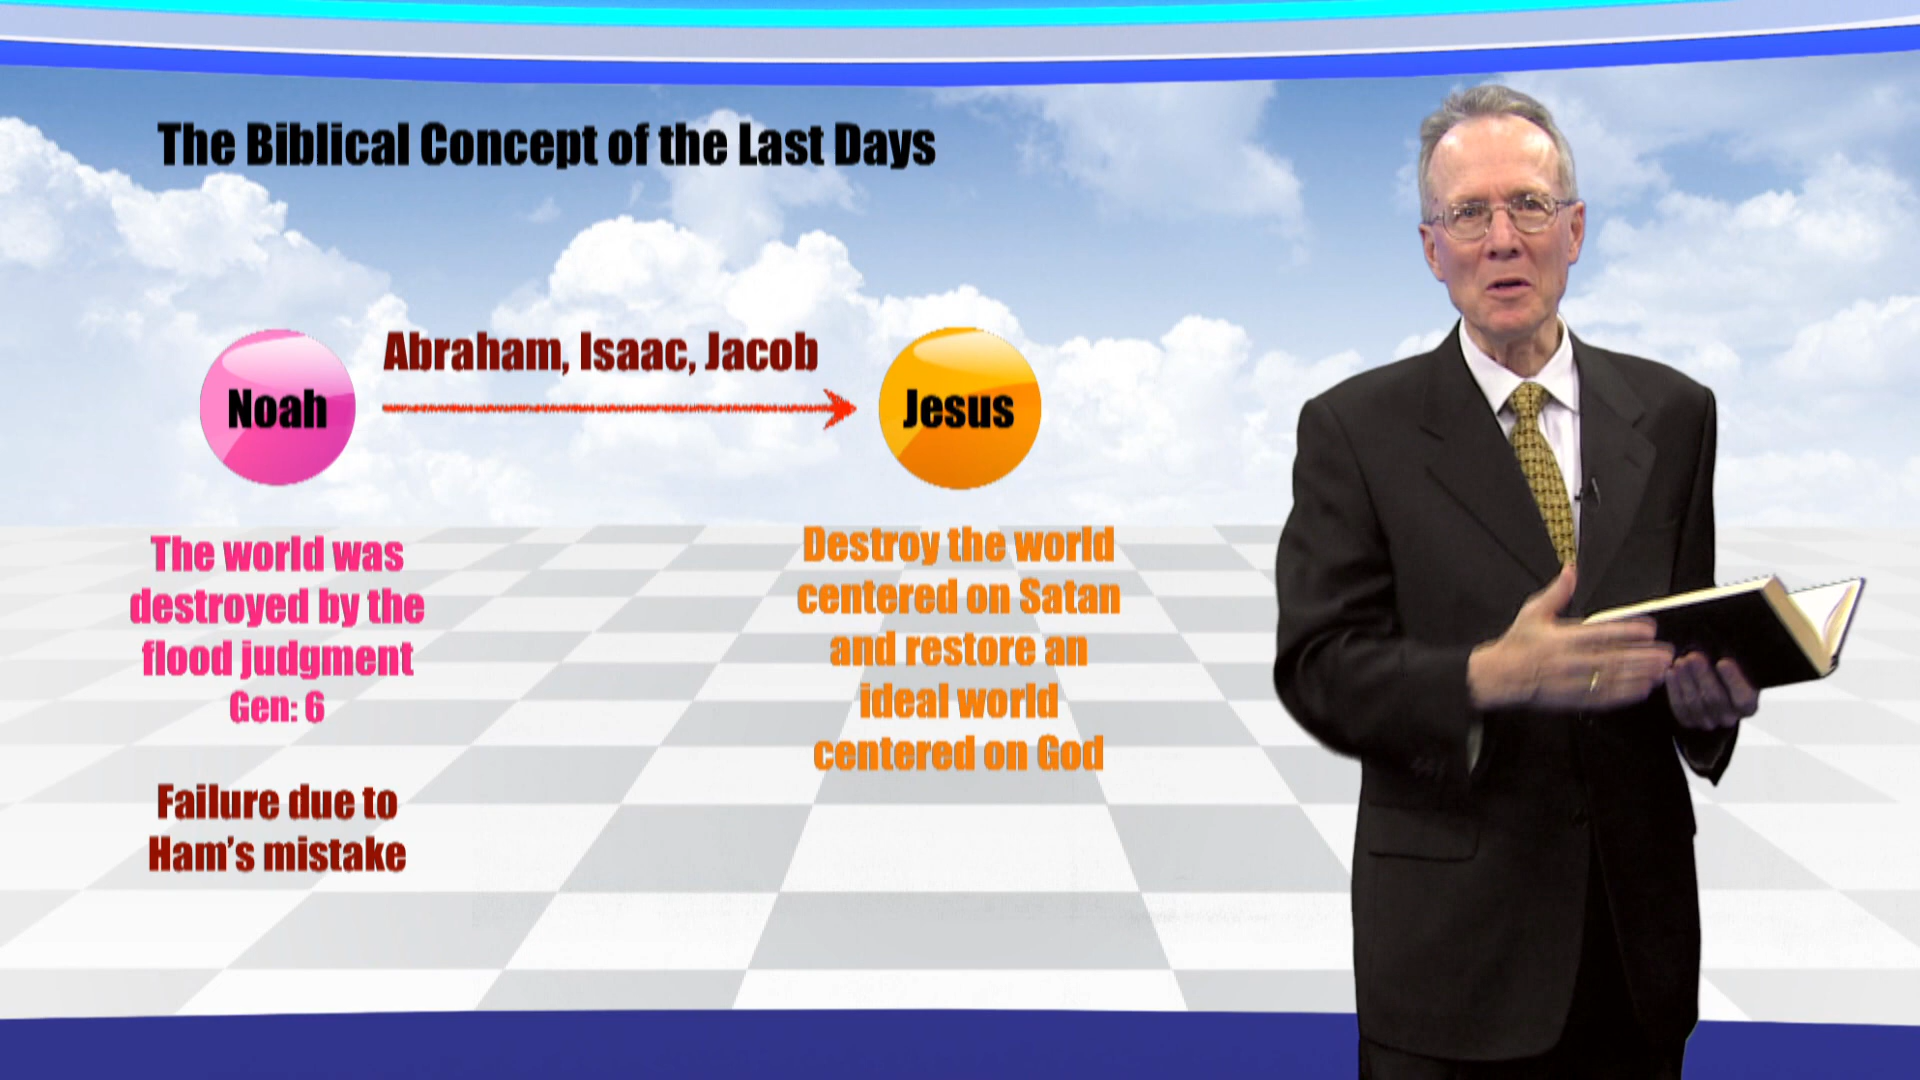 The Biblical Concept of the Last Days
Abraham, Isaac, Jacob
Noah
Jesus
The world was
destroyed by the
flood judgment
Gen: 6
Failure due to
Ham's mistake
Destroy the world
centered on Satan
and restore an
ideal world
centered on God